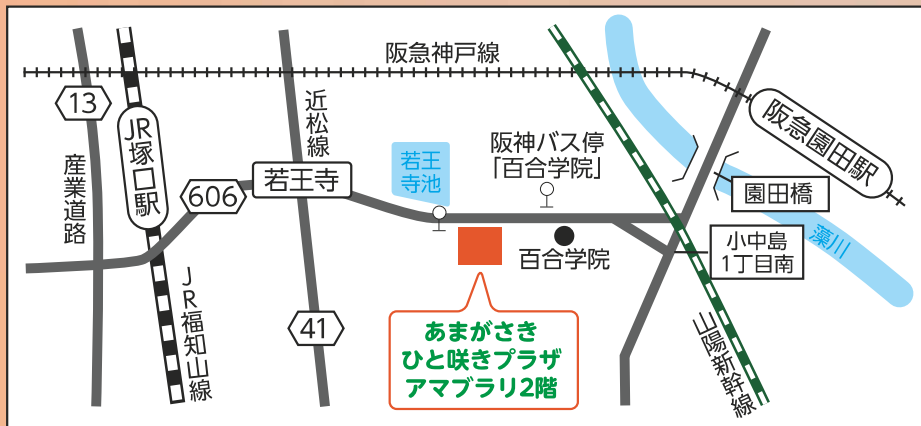 阪急神戸線
13
JR
塚口
駅
近松線
産業道路
606
若王寺
若王
寺池
阪神バス停
「百合学院」
阪急園田駅
園田橋
藻川
百合学院
小中島
1丁目南
JR福知山線
41
あまがさき
ひと咲きプラザ
アマブラリ2階
山陽新幹線